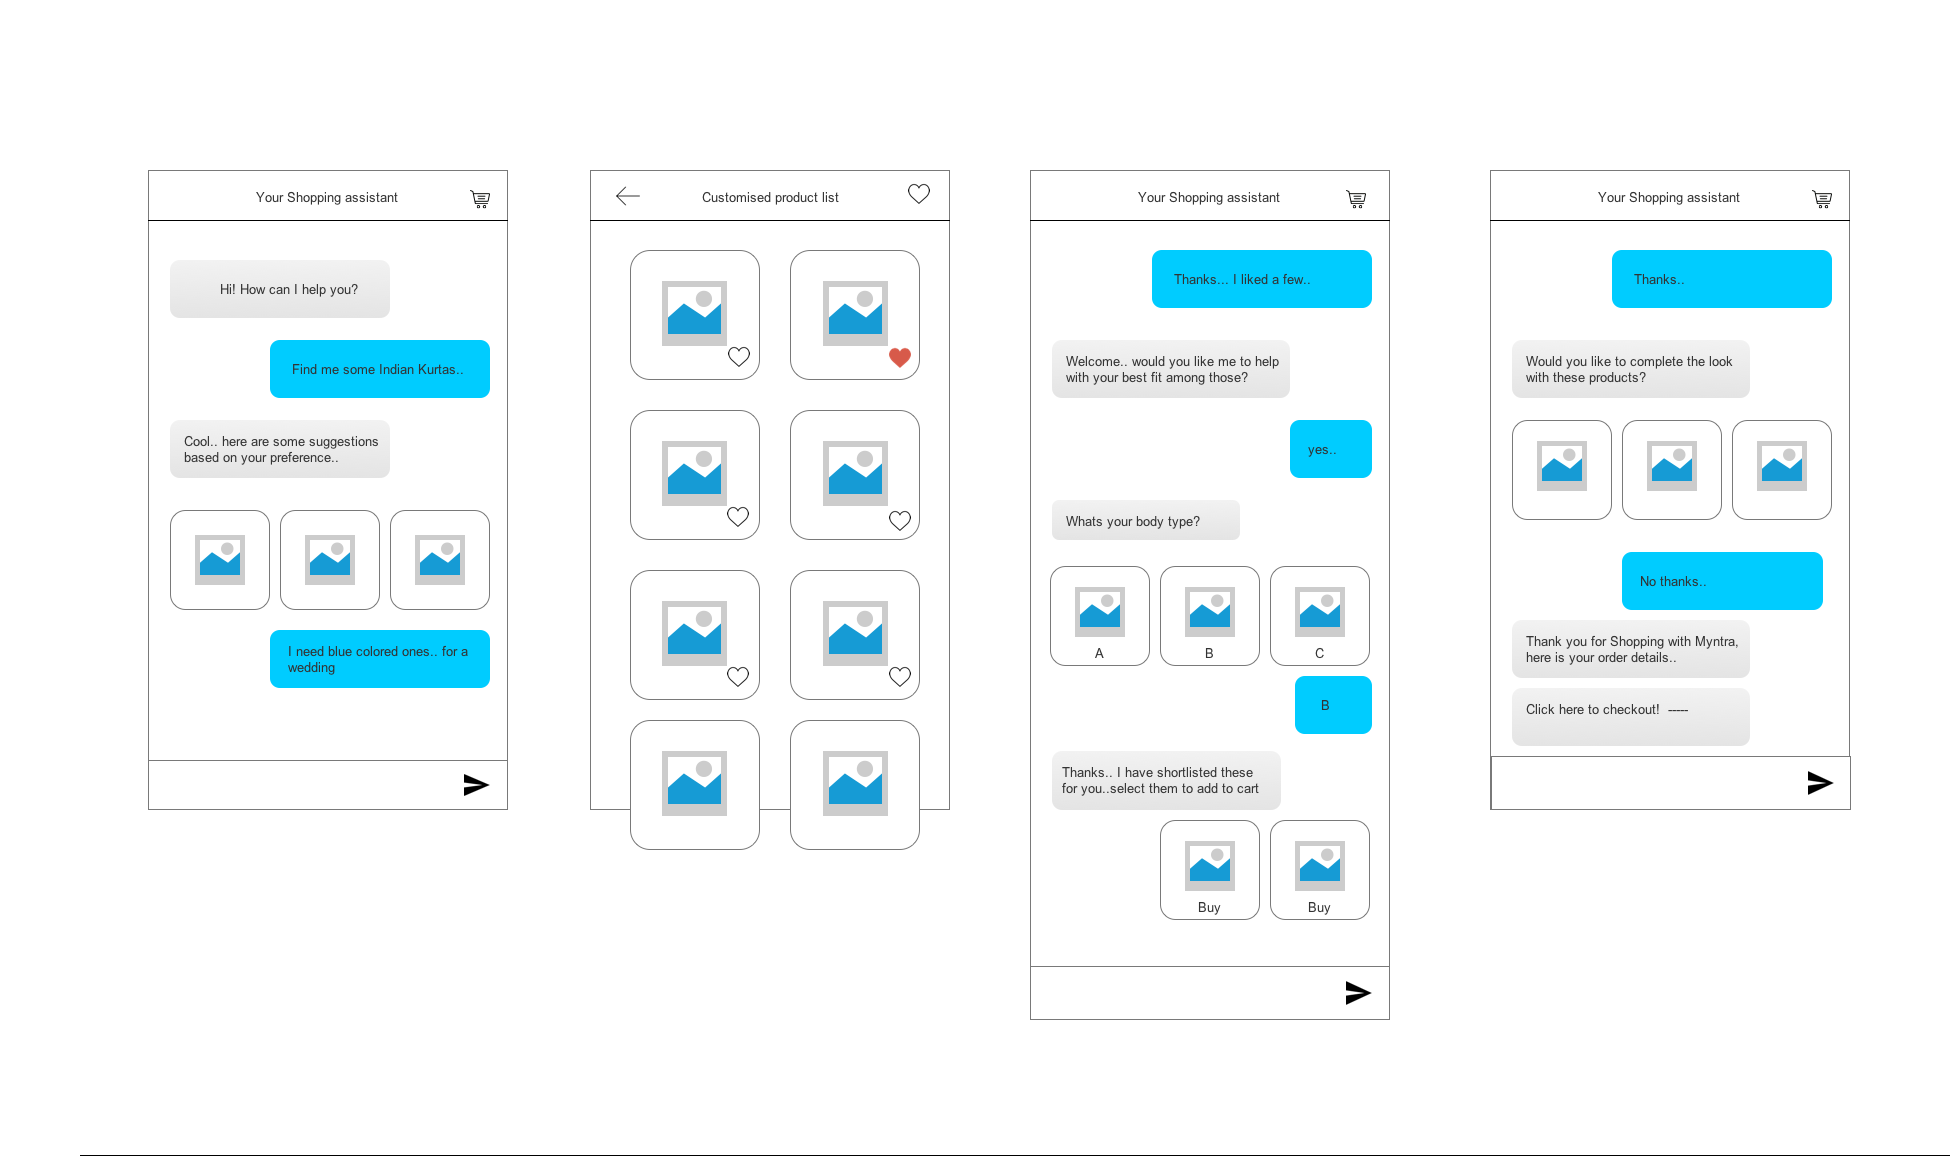 Your Shopping assistant
Hi! How can I help you?
Find me some Indian Kurtas..
Cool.. here are some suggestions
based on your preference..
I need blue colored ones.. for a
wedding
Customised product list
Your Shopping assistant
Thanks... I liked a few..
Welcome.. would you like me to help
with your best fit among those?
yes..
Whats your body type?
A
B
C
B
Thanks.. I have shortlisted these
for you..select them to add to cart
Buy
Buy
Your Shopping assistant
Thanks..
Would you like to complete the look
with these products?
No thanks..
Thank you for Shopping with Myntra,
here is your order details..
Click here to checkout!  -----